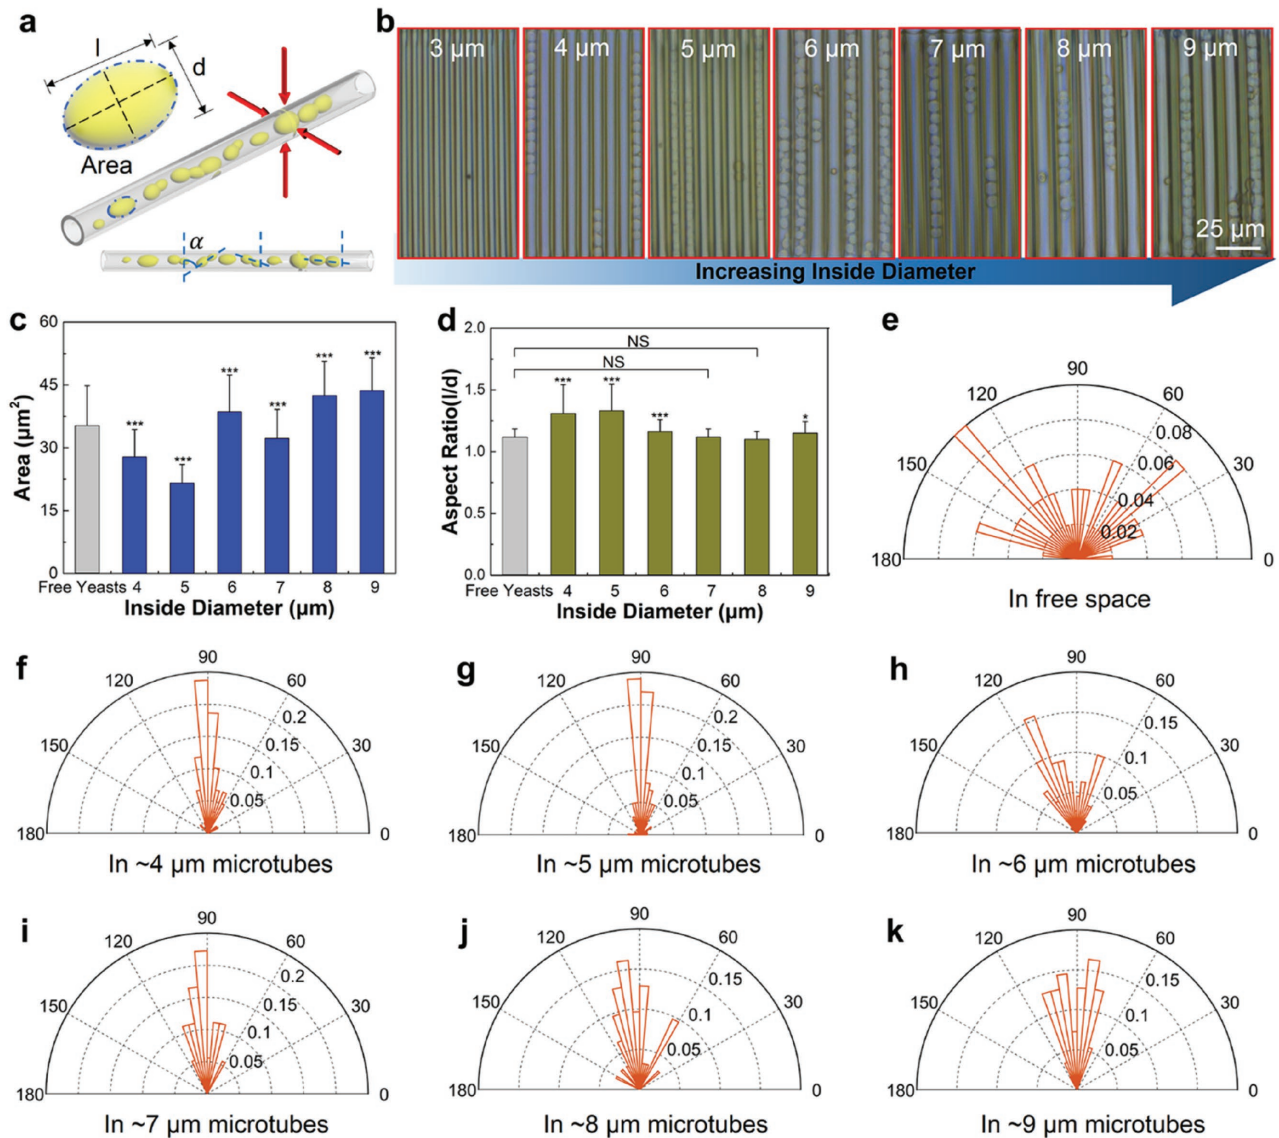 a
l
d
Area
α
b
3 µm
4 µm
5 µm
6 µm
7 µm
8 µm
9 µm
25 µm
Increasing Inside Diameter
c
60
45
30
15
0
Area (µm²)
***
***
***
***
***
***
Free Yeasts 4 5 6 7 8 9
Inside Diameter (µm)
d
2.0
1.5
1.0
0.5
0.0
Aspect Ratio(l/d)
NS
NS
***
***
***
*
Free Yeasts 4 5 6 7 8 9
Inside Diameter (µm)
e
90
120
60
150
30
180
0
0.08
0.06
0.04
0.02
In free space
f
90
120
60
150
30
180
0
0.2
0.15
0.1
0.05
In ~4 µm microtubes
g
90
120
60
150
30
180
0
0.2
0.15
0.1
0.05
In ~5 µm microtubes
h
90
120
60
150
30
180
0
0.15
0.1
0.05
In ~6 µm microtubes
i
90
120
60
150
30
180
0
0.2
0.15
0.1
0.05
In ~7 µm microtubes
j
90
120
60
150
30
180
0
0.15
0.1
0.05
In ~8 µm microtubes
k
90
120
60
150
30
180
0
0.15
0.1
0.05
In ~9 µm microtubes